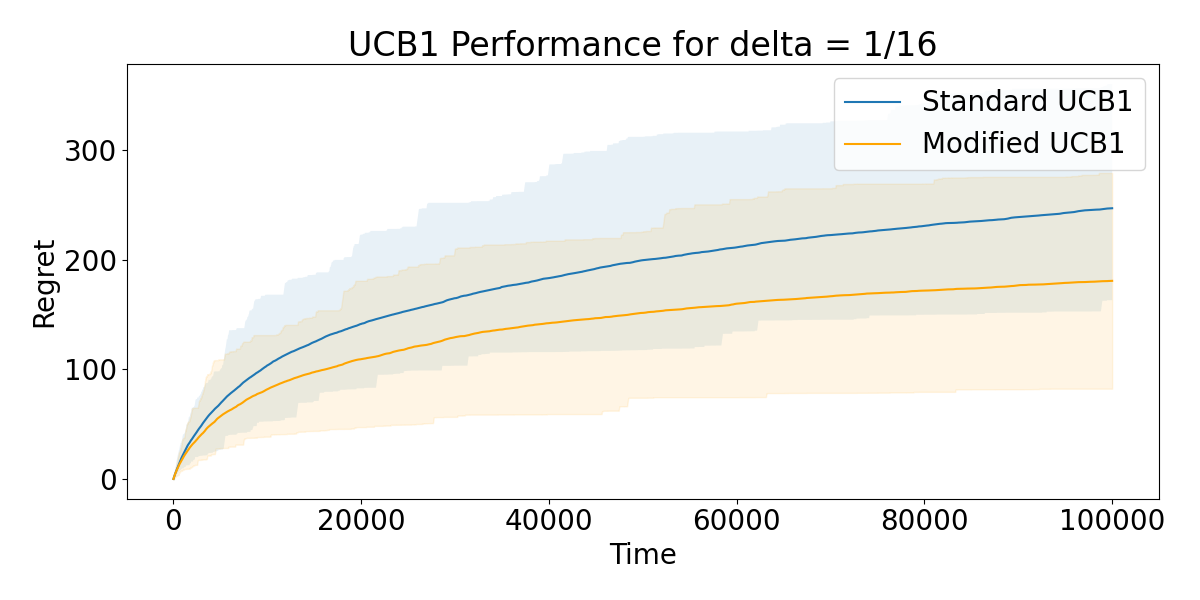 UCB1 Performance for delta = 1/16
Standard UCB1
Modified UCB1
Regret
300
200
100
0
0 20000 40000 60000 80000 100000
Time